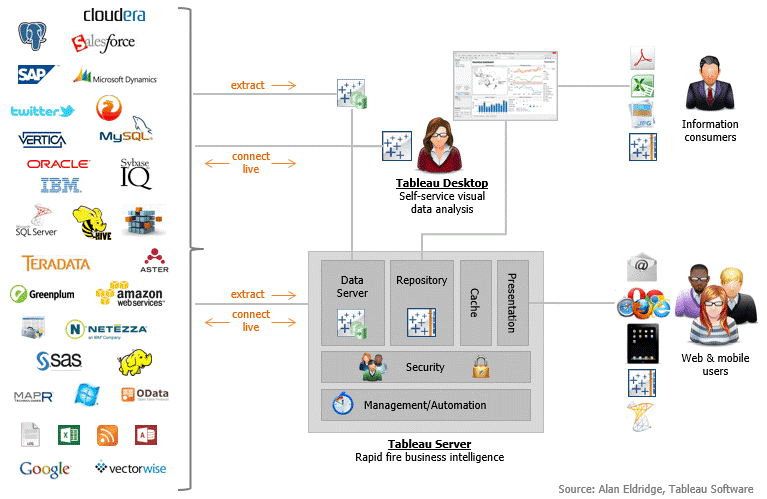 cloudera
Salesforce
SAP
Microsoft Dynamics
twitter
VERTICA
MySQL
ORACLE
Sybase
IQ
IBM
SQL Server
HIVE
TERADATA
ASTER
Greenplum
amazon
webservices
NETEZZA
an IBM Company
sas
MAPR
TECHNOLOGIES
OData
LOG
Google
vectorwise
extract
connect
live
extract
connect
live
Tableau Desktop
Self-service visual
data analysis
JPG
Information
consumers
Data
Server
Repository
Cache
Presentation
Security
Management/Automation
Tableau Server
Rapid fire business intelligence
@
Web & mobile
users
Source: Alan Eldridge, Tableau Software